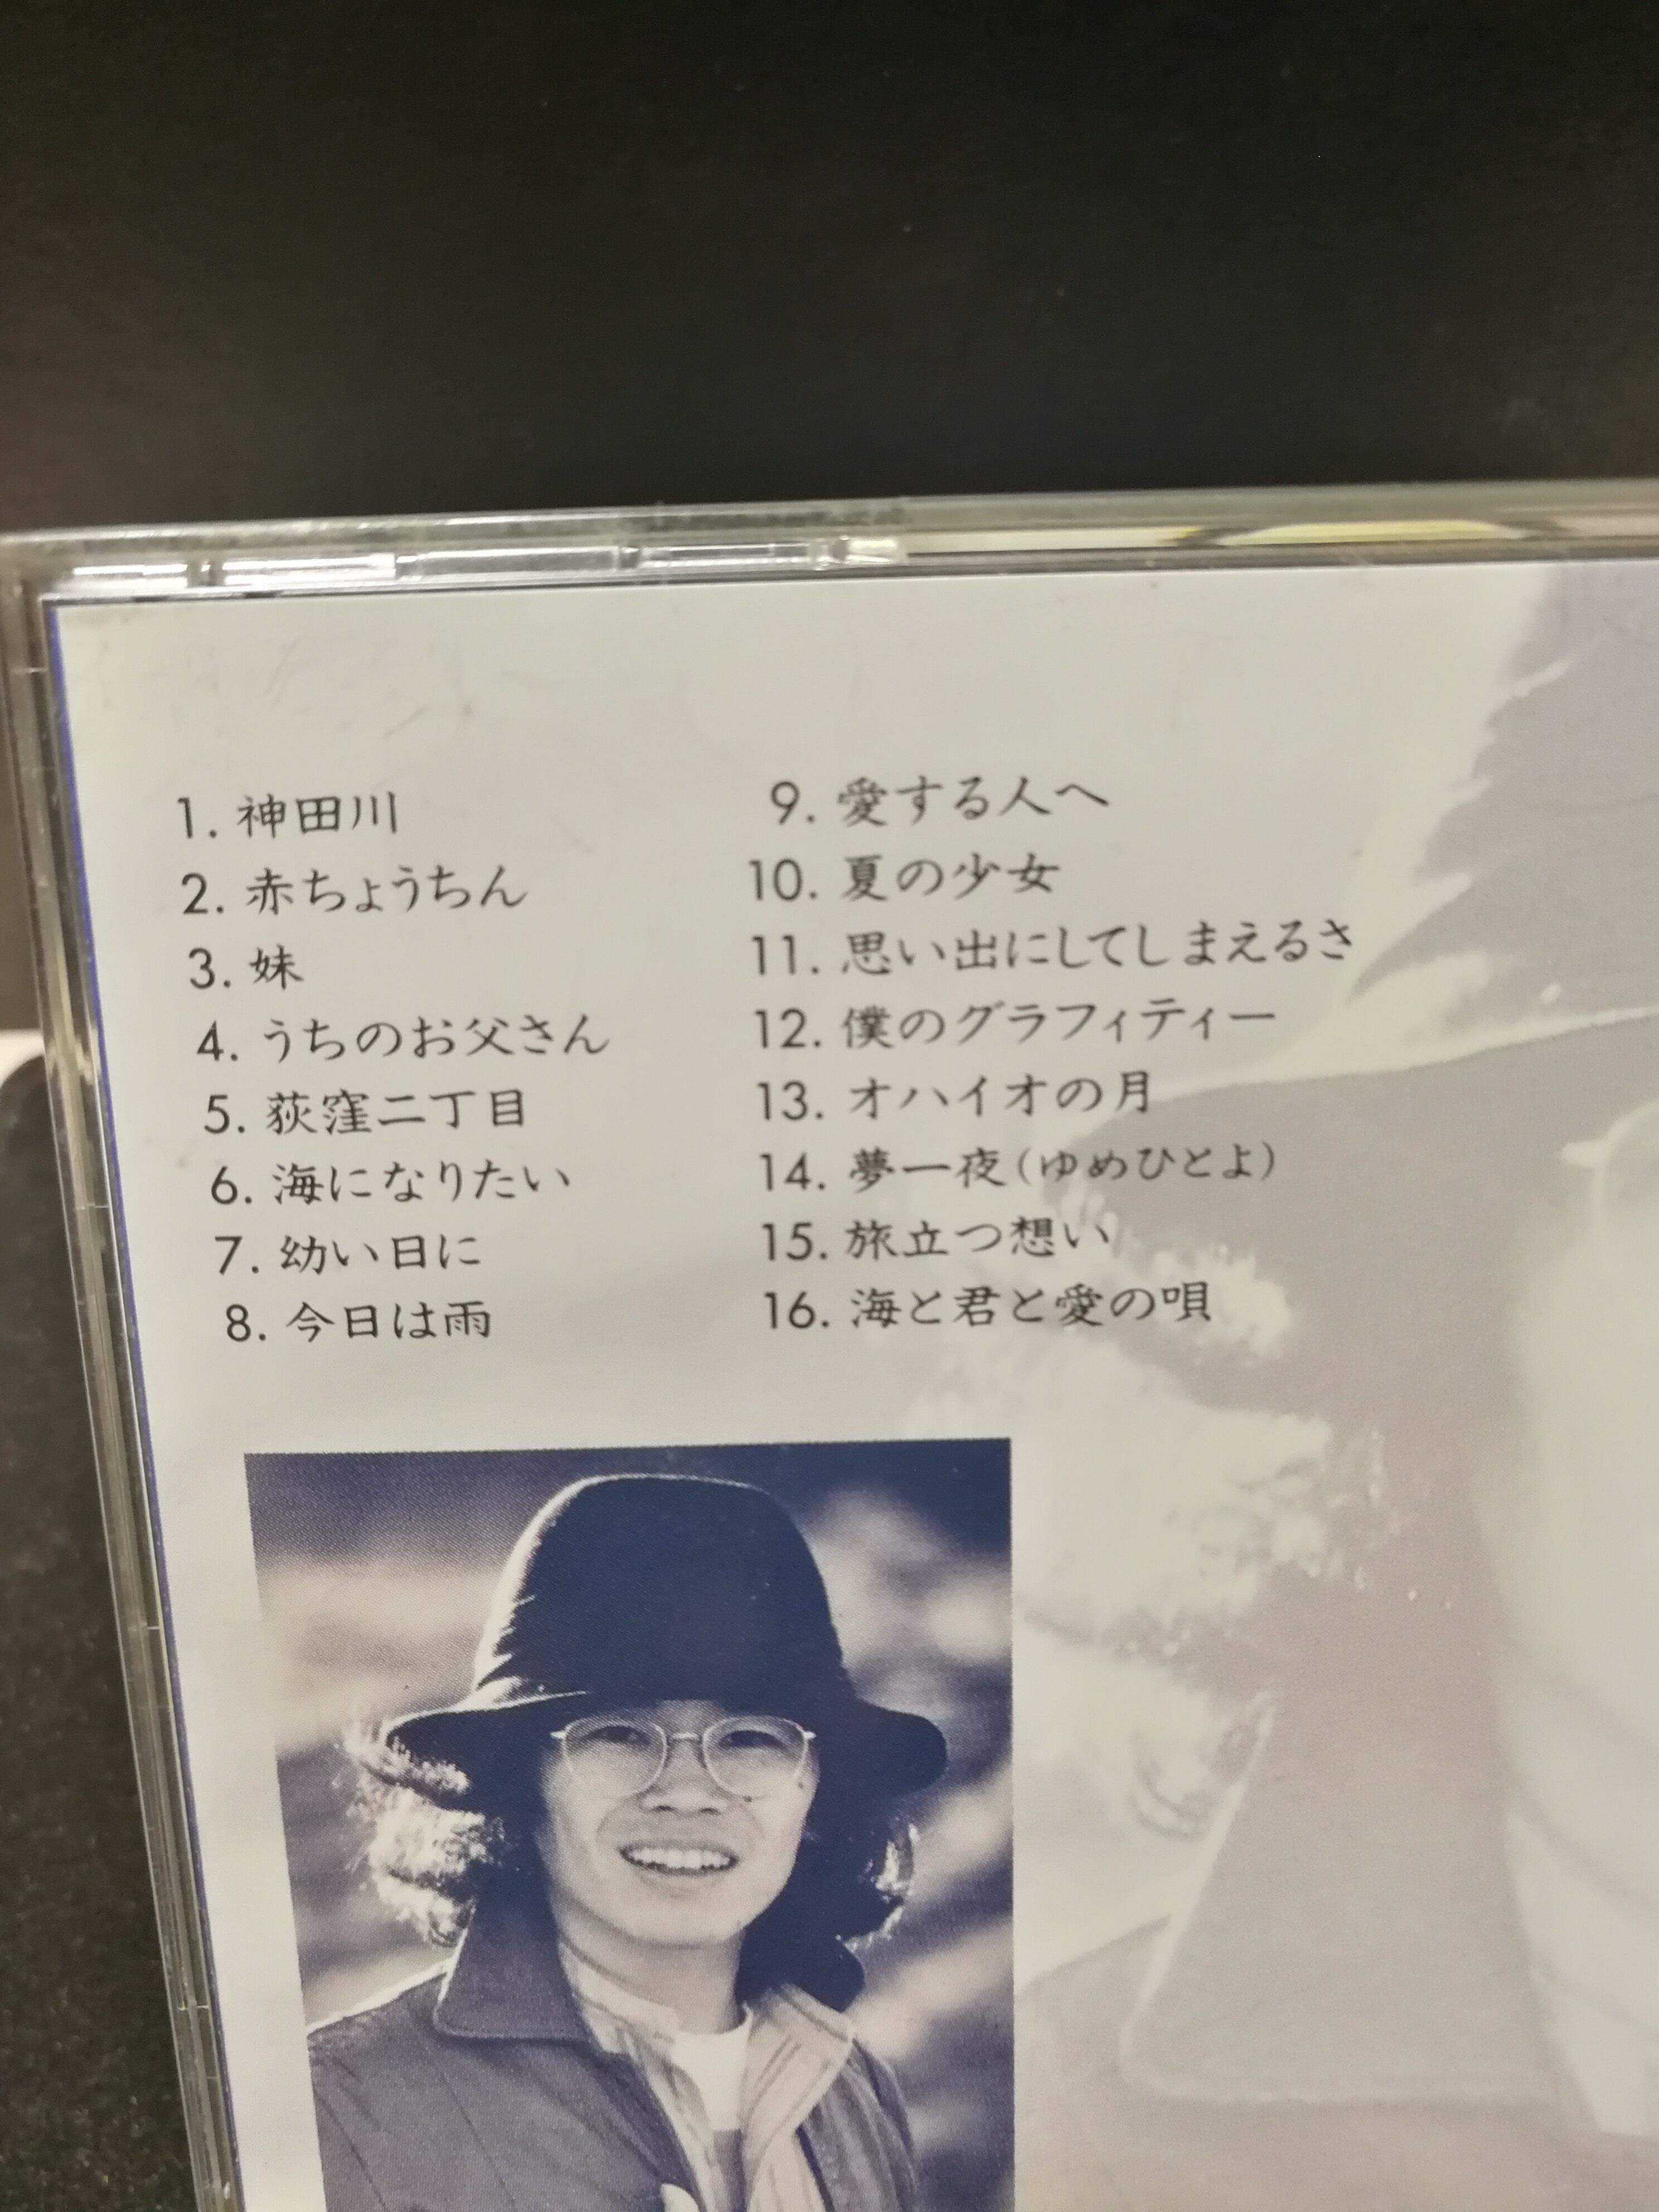 1. 神田川
2. 赤ちょうちん
3. 妹
4. うちのお父さん
5. 荻窪二丁目
6. 海になりたい
7. 幼い日に
8. 今日は雨
9. 愛する人へ
10. 夏の少女
11. 思い出にしてしまえるさ
12. 僕のグラフィティー
13. オハイオの月
14. 夢一夜(ゆめひとよ)
15. 旅立つ想い
16. 海と君と愛の唄